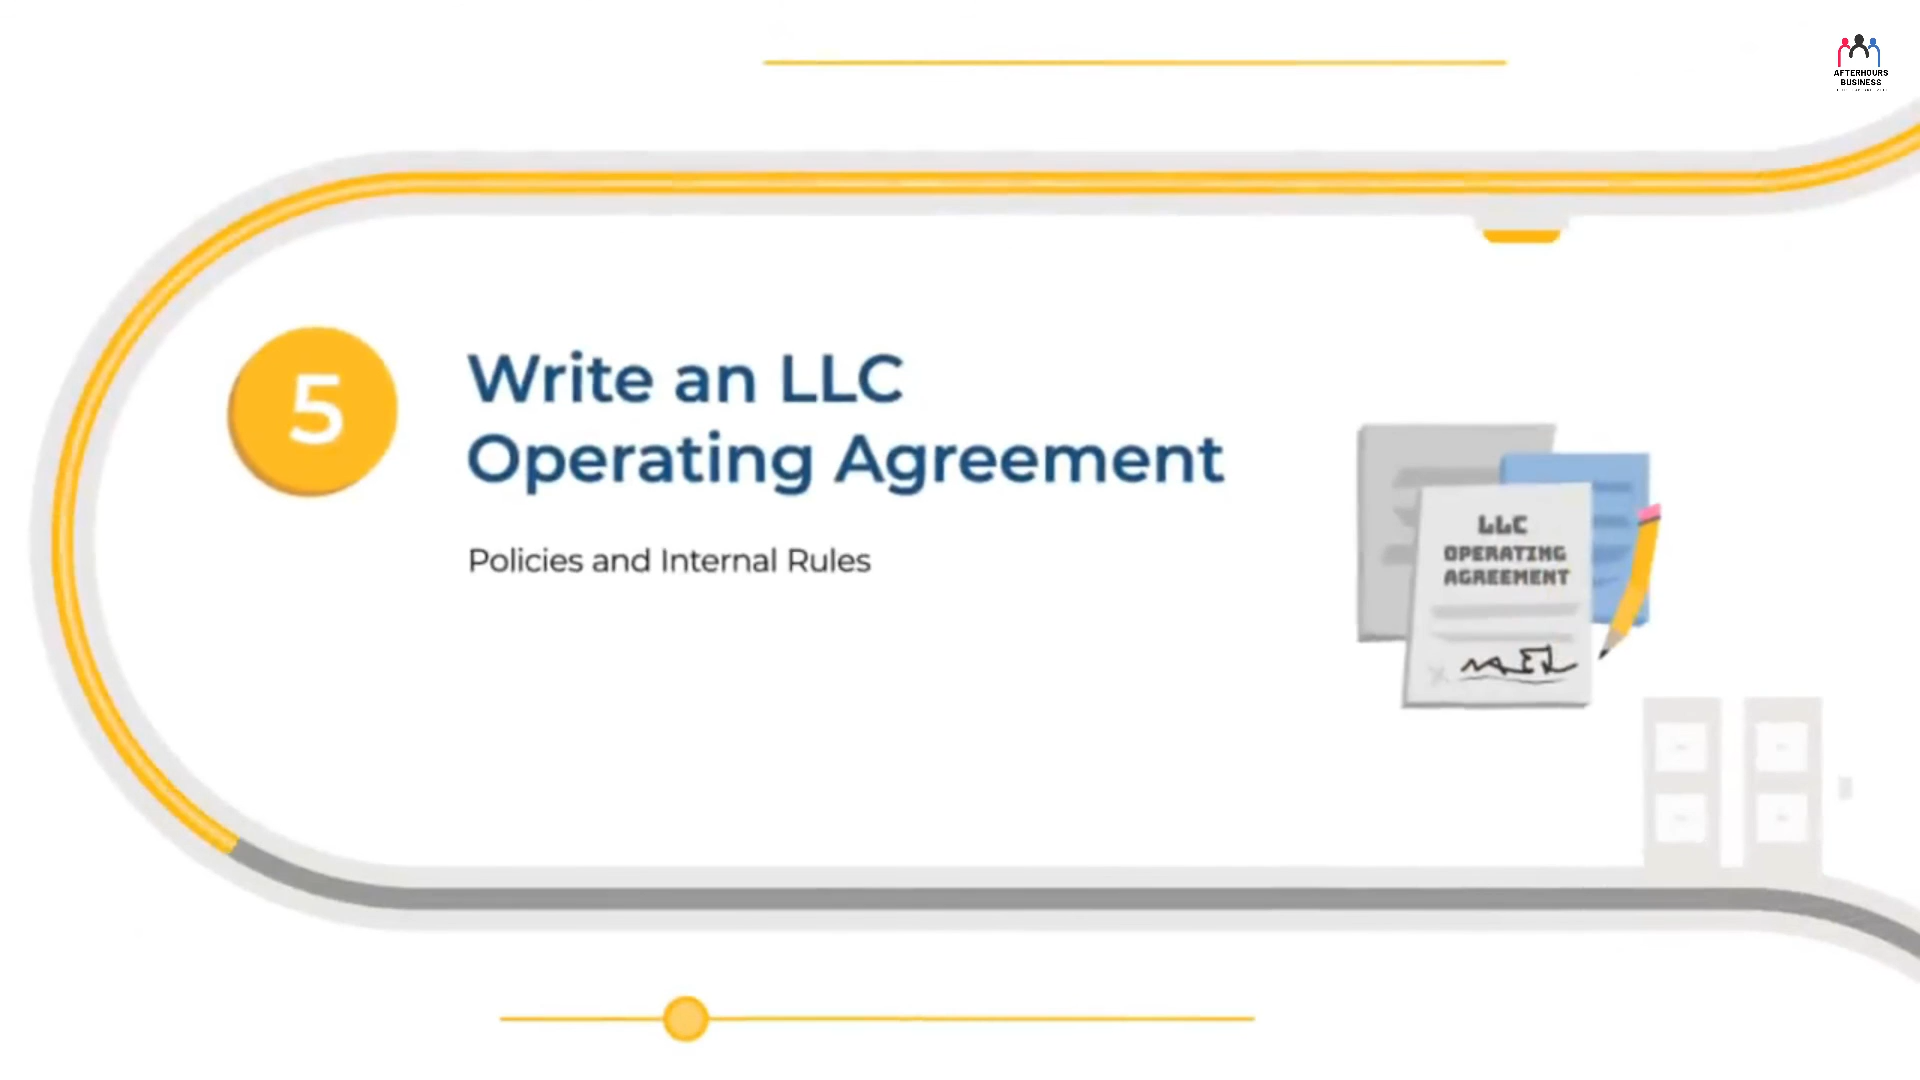 AFTERHOURS
BUSINESS
5
Write an LLC
Operating Agreement
Policies and Internal Rules
LLC
OPERATING
AGREEMENT